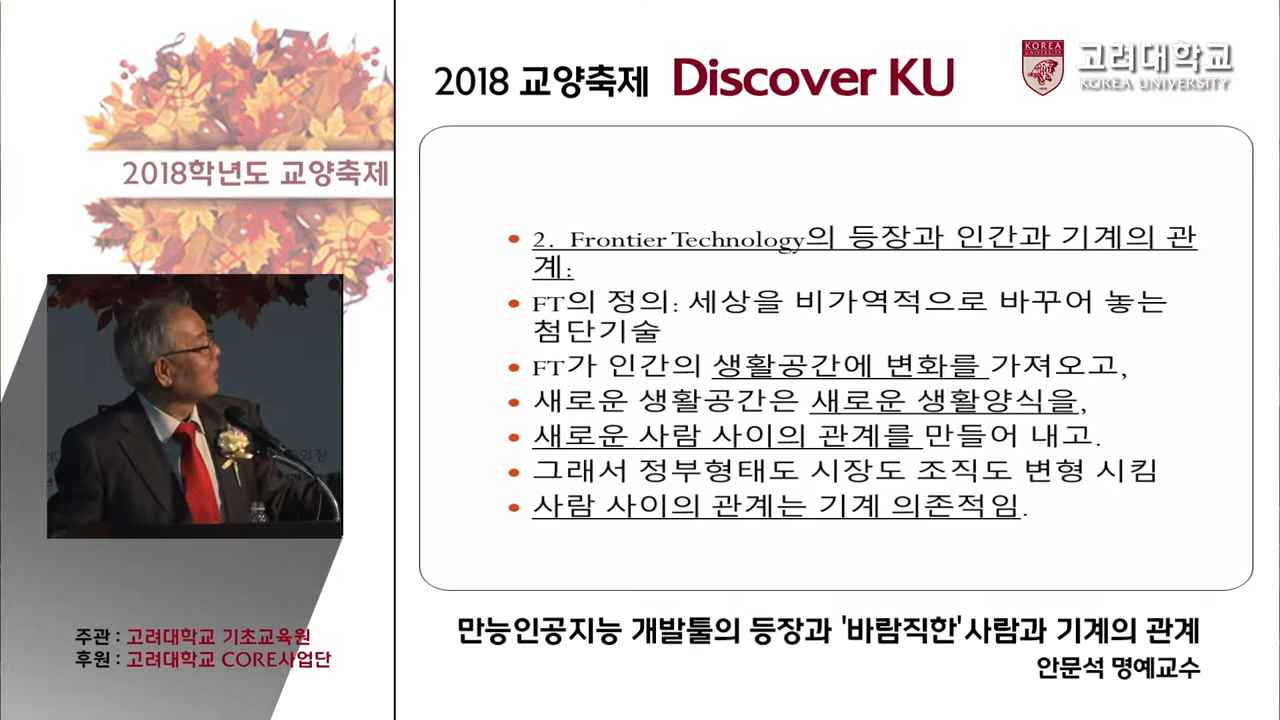 2018학년도 교양축제
주관 : 고려대학교 기초교육원
후원 : 고려대학교 CORE사업단
2018 교양축제 Discover KU
KOREA
UNIVERSITY
고려대학교
KOREA UNIVERSITY
• 2. Frontier Technology의 등장과 인간과 기계의 관
계:
• FT의 정의: 세상을 비가역적으로 바꾸어 놓는
첨단기술
• FT가 인간의 생활공간에 변화를 가져오고,
• 새로운 생활공간은 새로운 생활양식을,
• 새로운 사람 사이의 관계를 만들어 내고.
• 그래서 정부형태도 시장도 조직도 변형 시킴
• 사람 사이의 관계는 기계 의존적임.
만능인공지능 개발툴의 등장과 '바람직한' 사람과 기계의 관계
안문석 명예교수